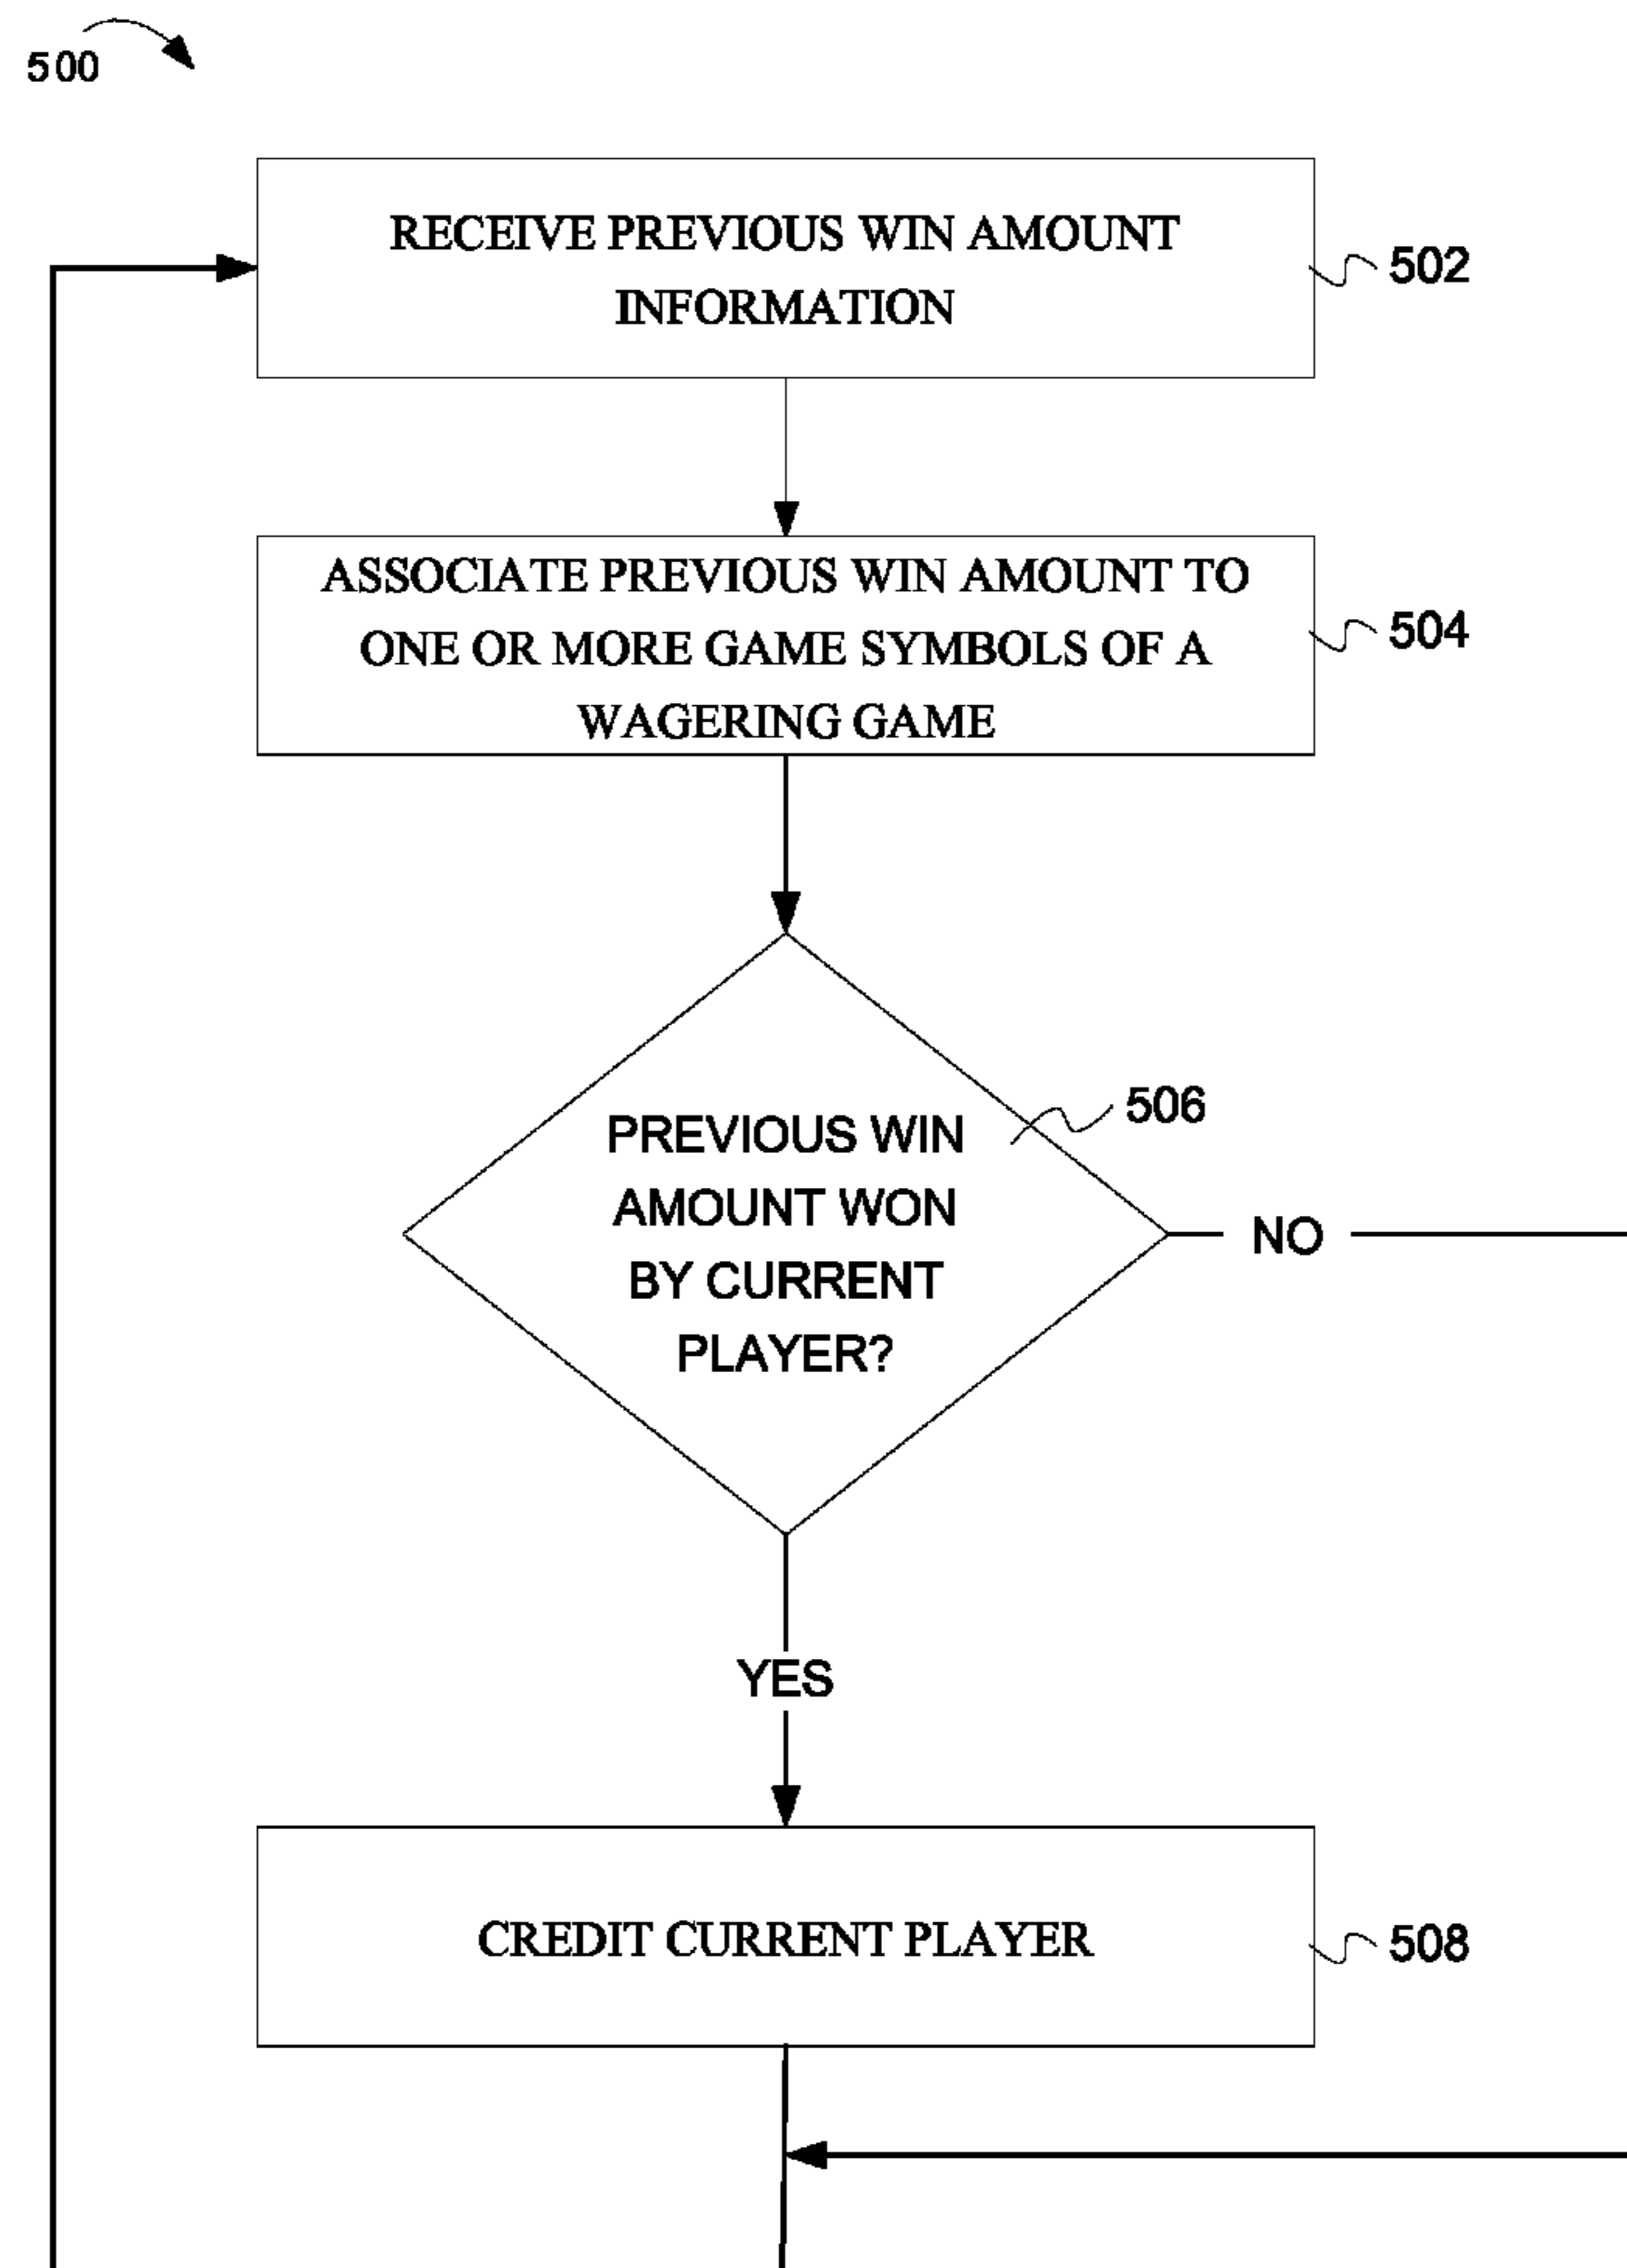 500
RECEIVE PREVIOUS WIN AMOUNT
INFORMATION
502
ASSOCIATE PREVIOUS WIN AMOUNT TO
ONE OR MORE GAME SYMBOLS OF A
WAGERING GAME
504
506
PREVIOUS WIN
AMOUNT WON
BY CURRENT
PLAYER?
NO
YES
CREDIT CURRENT PLAYER
508